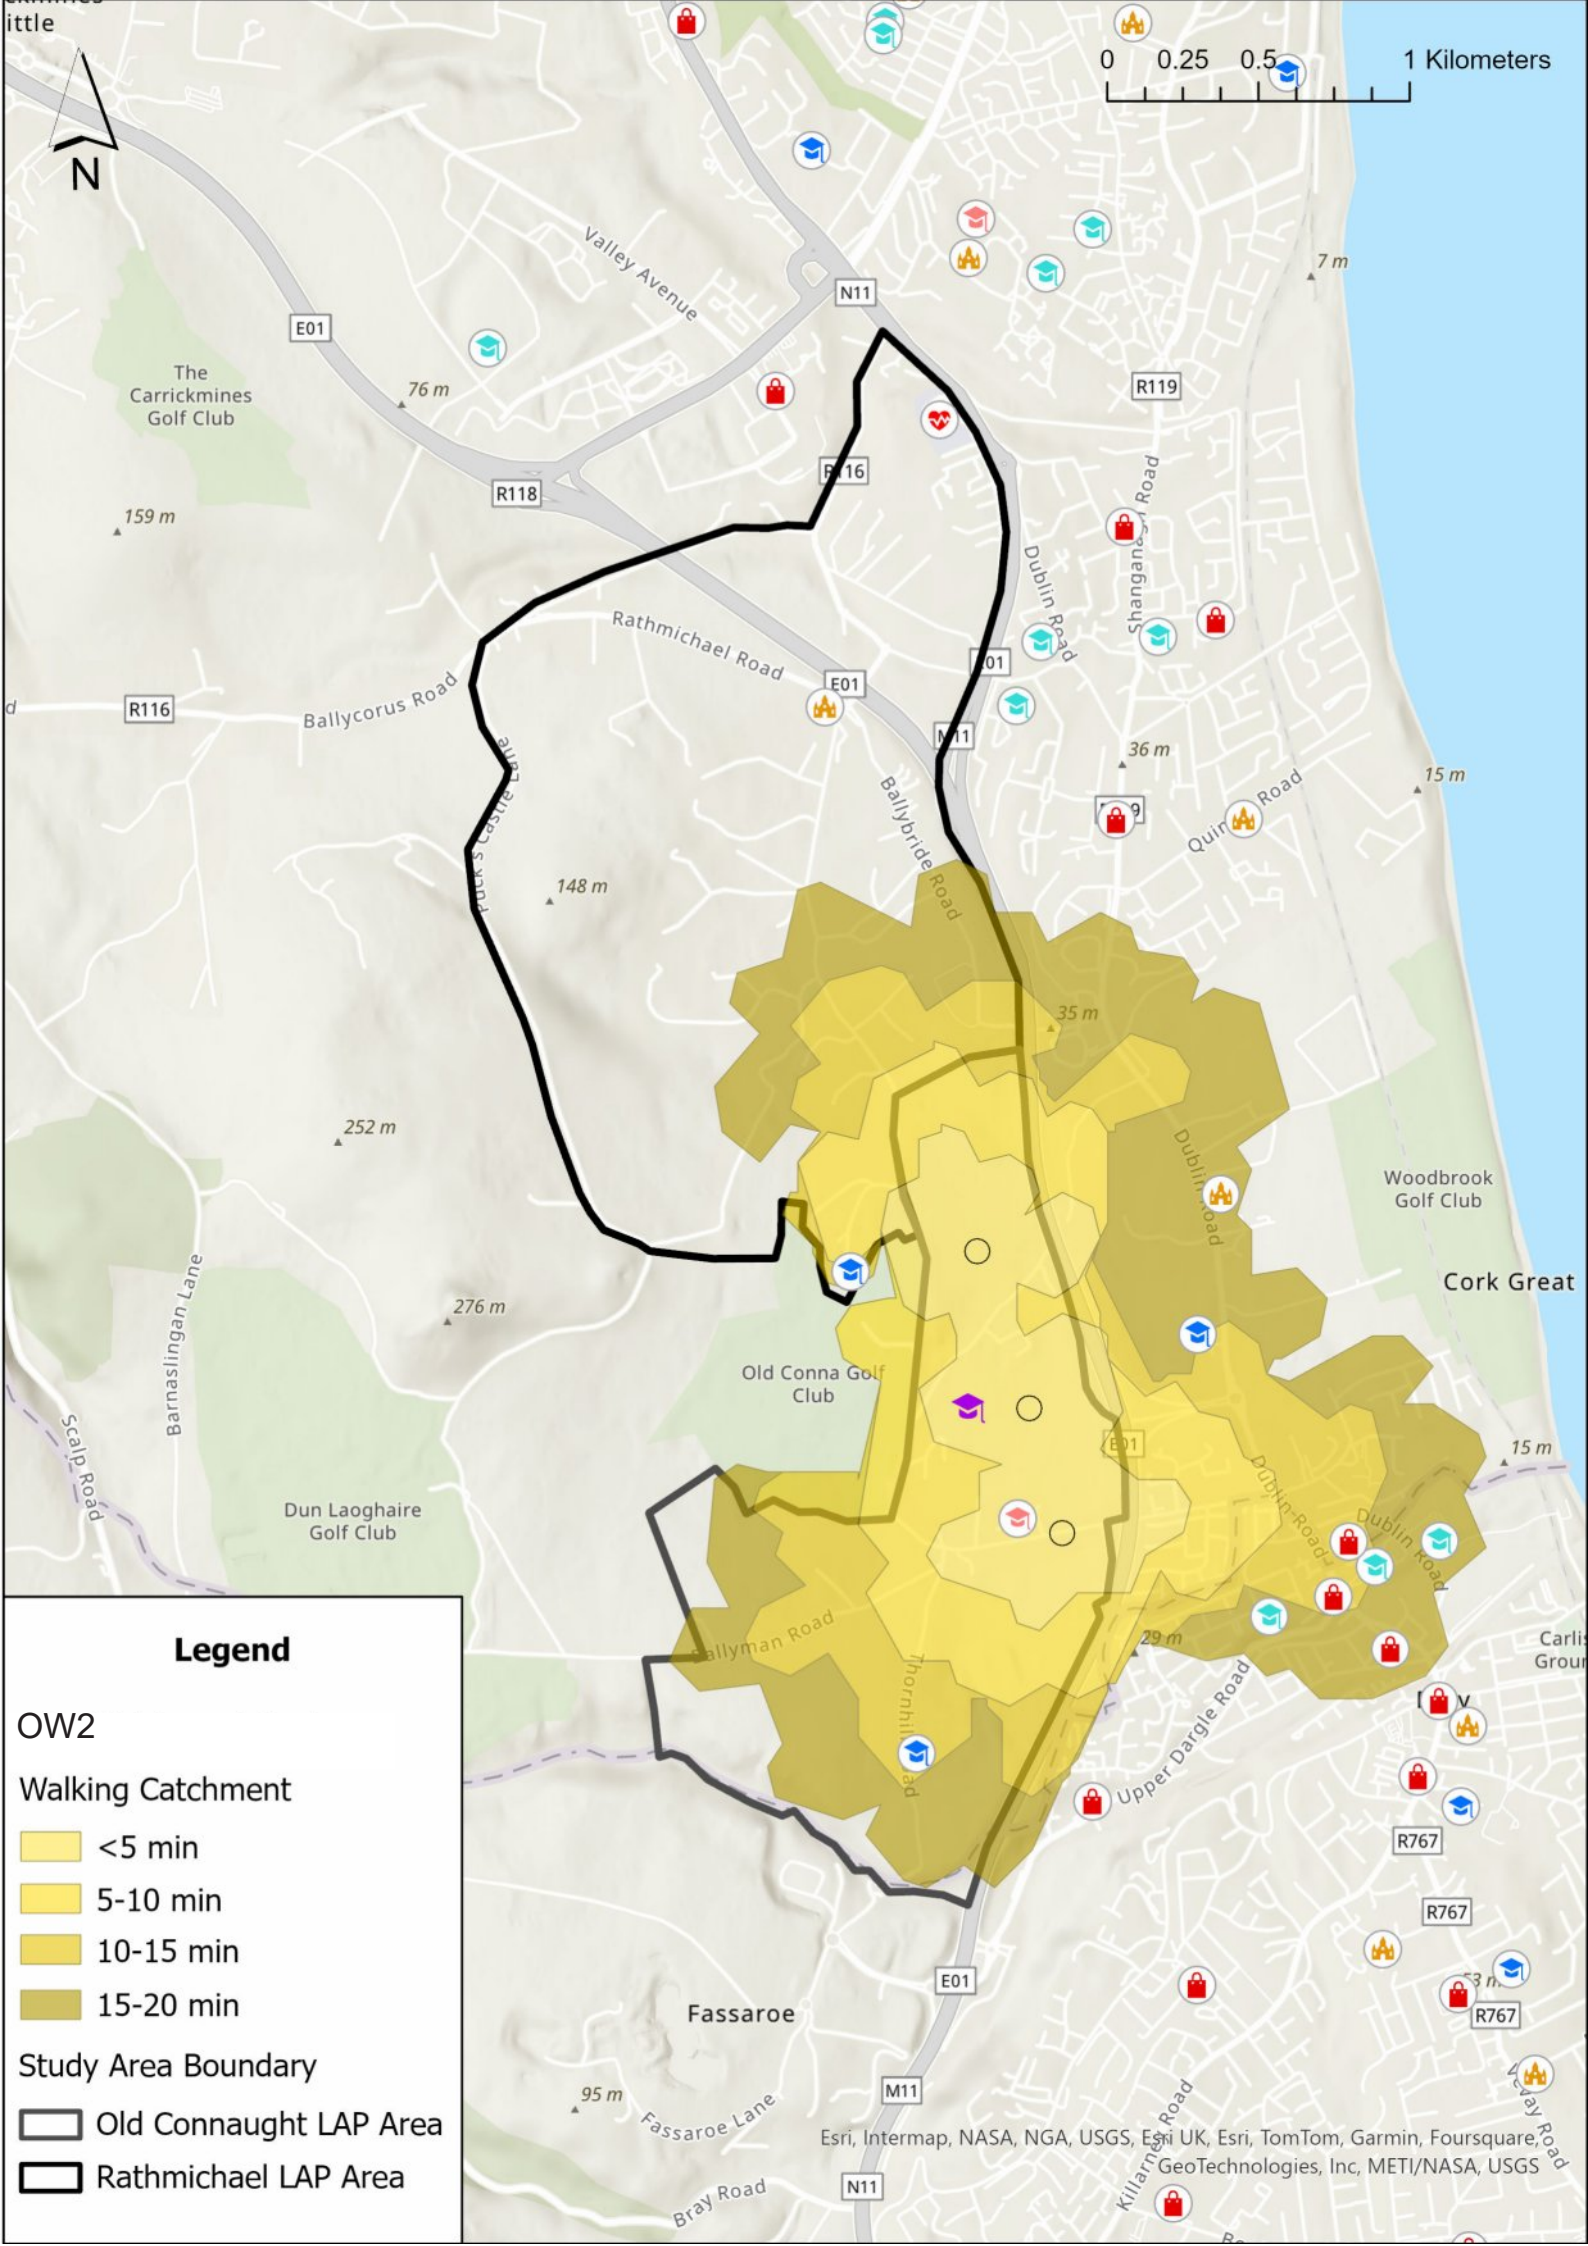 ittle
0 0.25 0.5 1 Kilometers
N
Valley Avenue
7 m
N11
E01
The
Carrickmines
Golf Club
76 m
R119
R118
159 m
Shanganagh Road
Dublin Road
Rathmichael Road
E01
R116
Ballycorus Road
Puck's Castle Lane
M11
36 m
15 m
Ballybride Road
148 m
35 m
252 m
Dublin Road
Woodbrook
Golf Club
Cork Great
276 m
Barnaslingan Lane
Old Conna Golf
Club
Scalp Road
E01
15 m
Dun Laoghaire
Golf Club
Dublin Road
Dublin Road
Ballyman Road
29 m
Thornhill Road
Upper Dargle Road
R767
R767
E01
Fassaroe
R767
M11
95 m
Fassaroe Lane
Killarney Road
N11
Bray Road
Legend
OW2
Walking Catchment
<5 min
5-10 min
10-15 min
15-20 min
Study Area Boundary
Old Connaught LAP Area
Rathmichael LAP Area
Esri, Intermap, NASA, NGA, USGS, Esri UK, Esri, TomTom, Garmin, Foursquare,
GeoTechnologies, Inc, METI/NASA, USGS